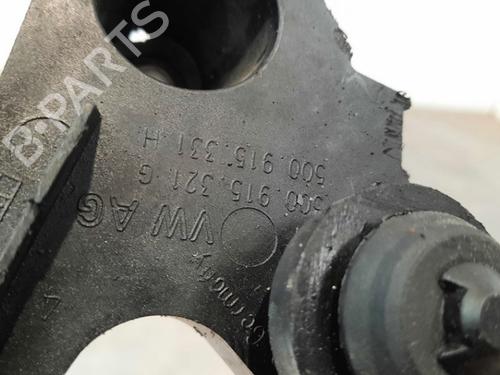 B-PARTS
5Q0.915.331.H
5Q0.915.321.G
VW AG
Germany